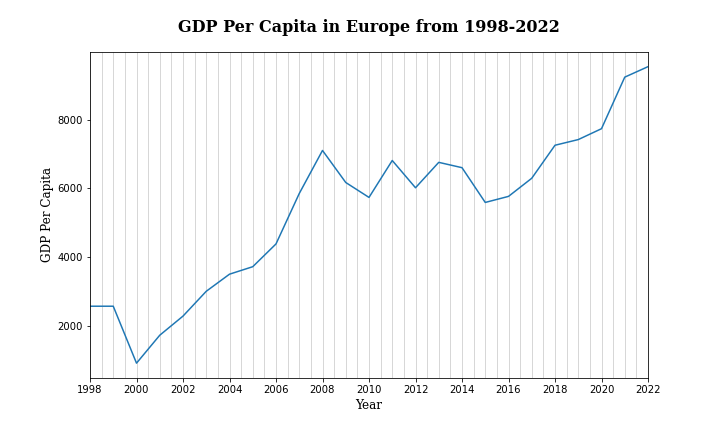 GDP Per Capita in Europe from 1998-2022
GDP Per Capita
8000
6000
4000
2000
1998 2000 2002 2004 2006 2008 2010 2012 2014 2016 2018 2020 2022
Year